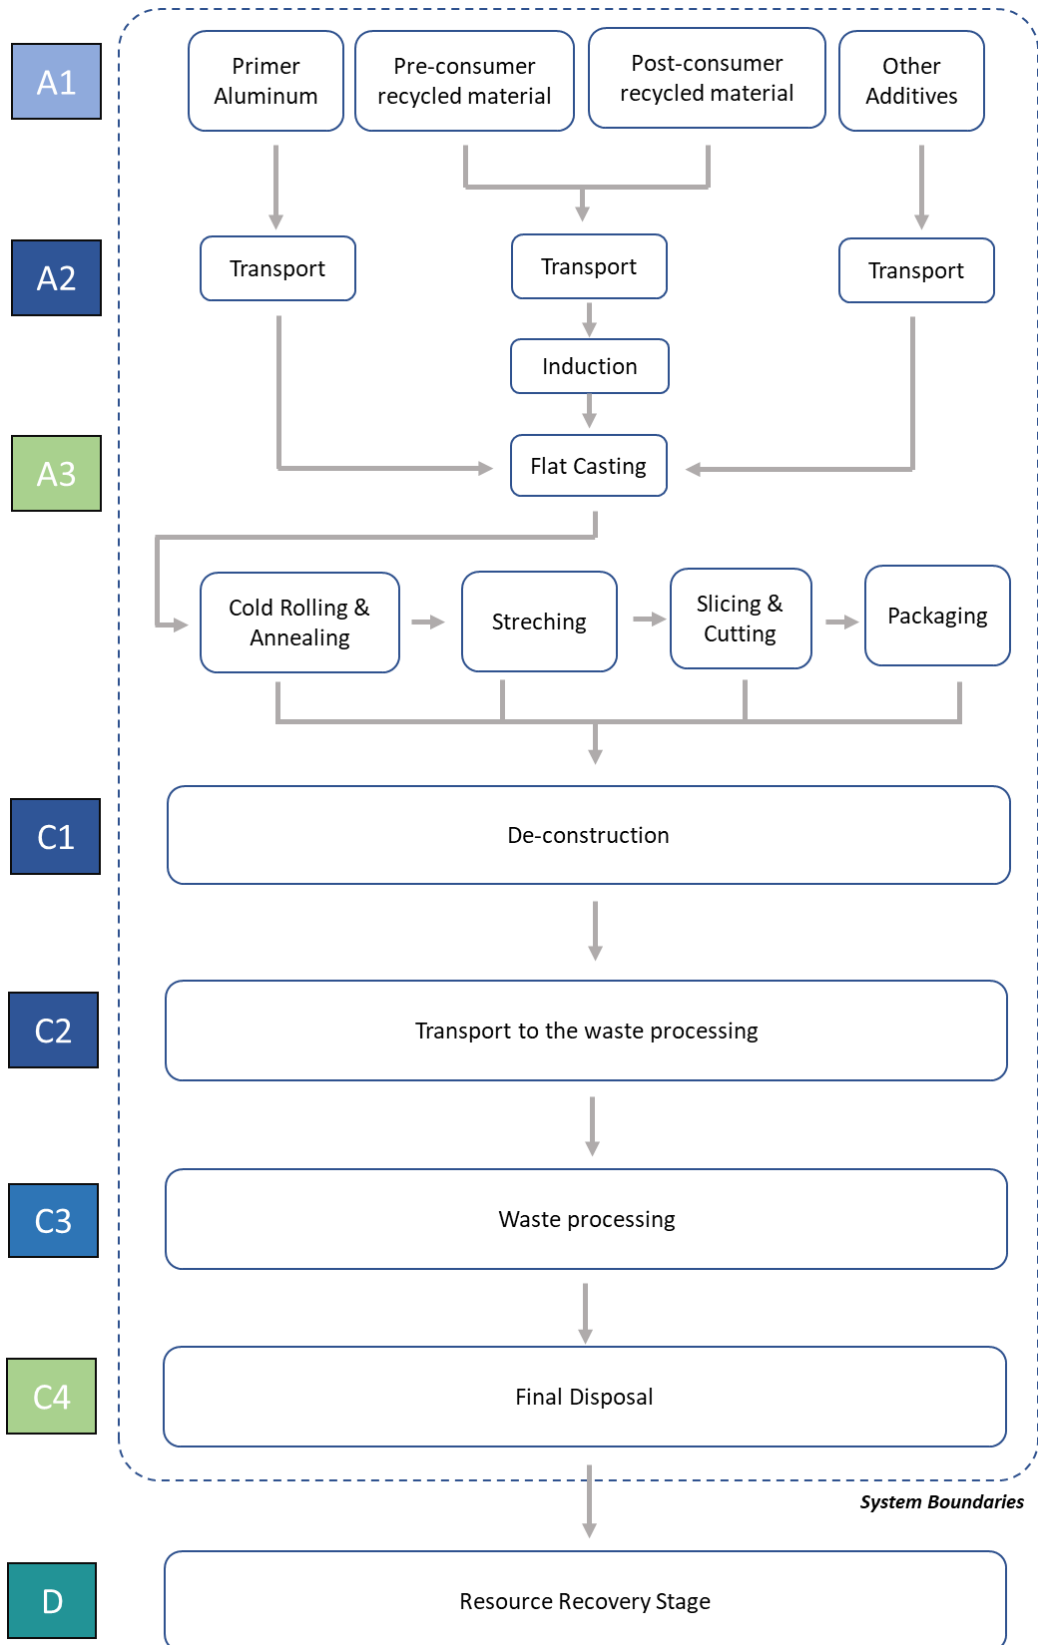 A1
Primer
Aluminum
Pre-consumer
recycled material
Post-consumer
recycled material
Other
Additives
A2
Transport
Transport
Transport
Induction
A3
Flat Casting
Cold Rolling &
Annealing
Streching
Slicing &
Cutting
Packaging
C1
De-construction
C2
Transport to the waste processing
C3
Waste processing
C4
Final Disposal
System Boundaries
D
Resource Recovery Stage